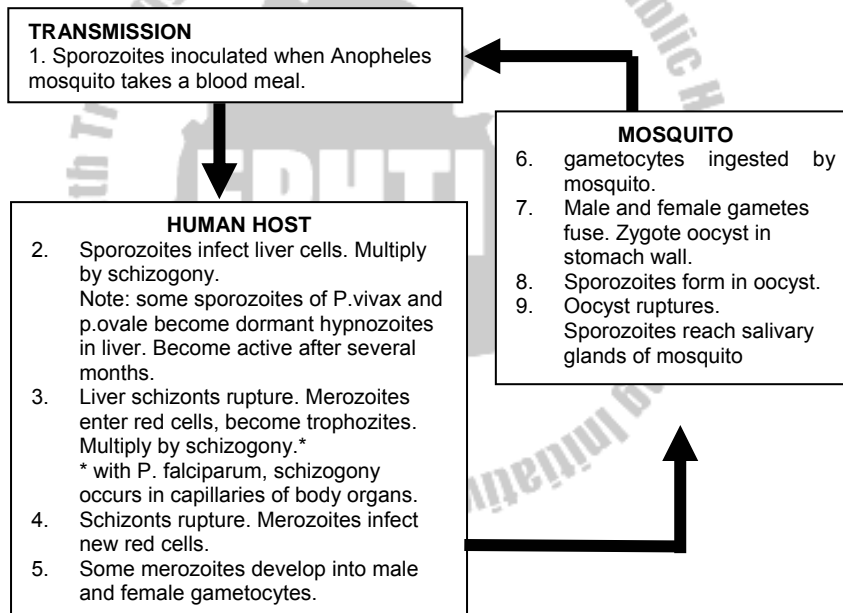 TRANSMISSION
1. Sporozoites inoculated when Anopheles
mosquito takes a blood meal.
HUMAN HOST
2. Sporozoites infect liver cells. Multiply
by schizogony.
Note: some sporozoites of P.vivax and
p.ovale become dormant hypnozoites
in liver. Become active after several
months.
3. Liver schizonts rupture. Merozoites
enter red cells, become trophozites.
Multiply by schizogony.*
* with P. falciparum, schizogony
occurs in capillaries of body organs.
4. Schizonts rupture. Merozoites infect
new red cells.
5. Some merozoites develop into male
and female gametocytes.
MOSQUITO
6. gametocytes ingested by
mosquito.
7. Male and female gametes
fuse. Zygote oocyst in
stomach wall.
8. Sporozoites form in oocyst.
9. Oocyst ruptures.
Sporozoites reach salivary
glands of mosquito